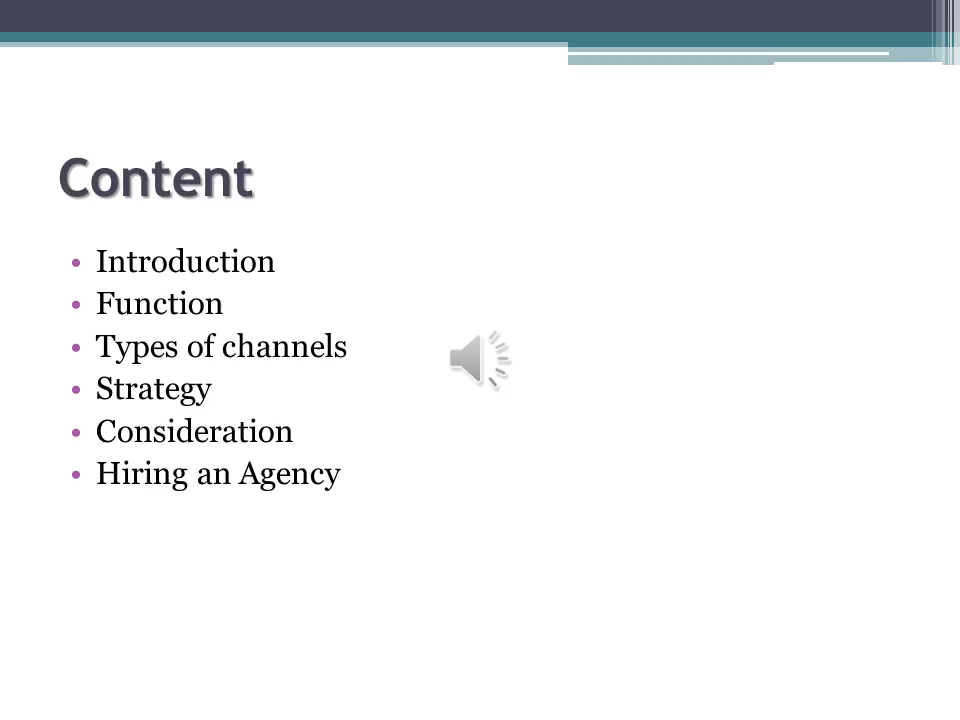 Content
• Introduction
• Function
• Types of channels
• Strategy
• Consideration
• Hiring an Agency